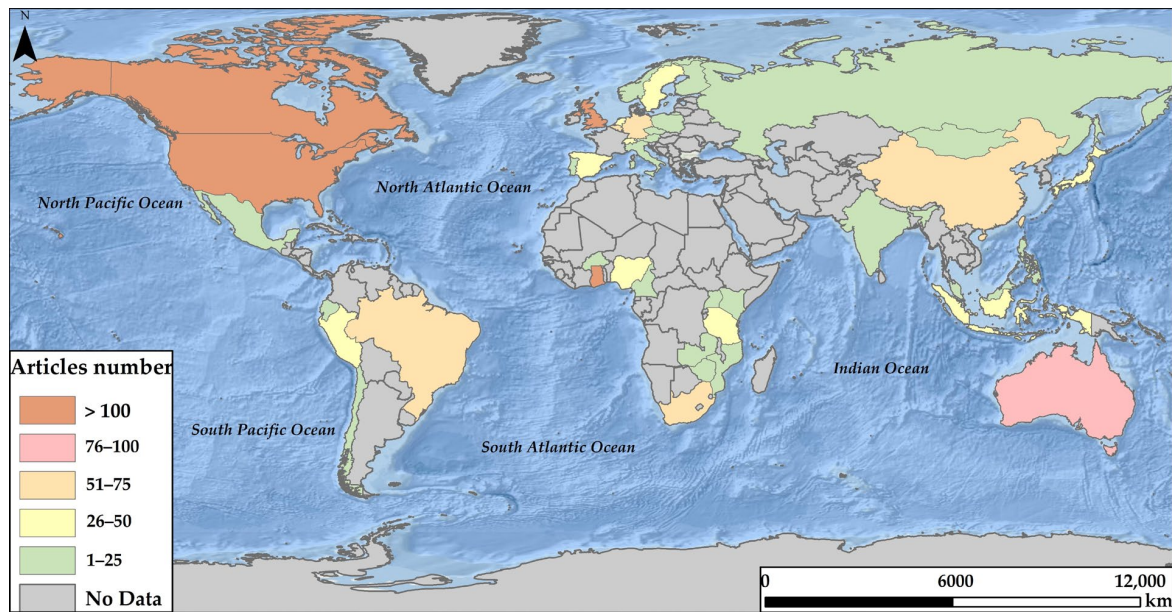 N
North Pacific Ocean
North Atlantic Ocean
Indian Ocean
South Pacific Ocean
South Atlantic Ocean
Articles number
> 100
76–100
51–75
26–50
1–25
No Data
0 6000 12,000
km